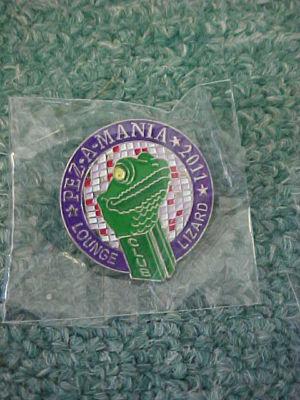 ★ PEZ-A-MANIA ★ 2011 ★
LOUNGE LIZARD
CLUB